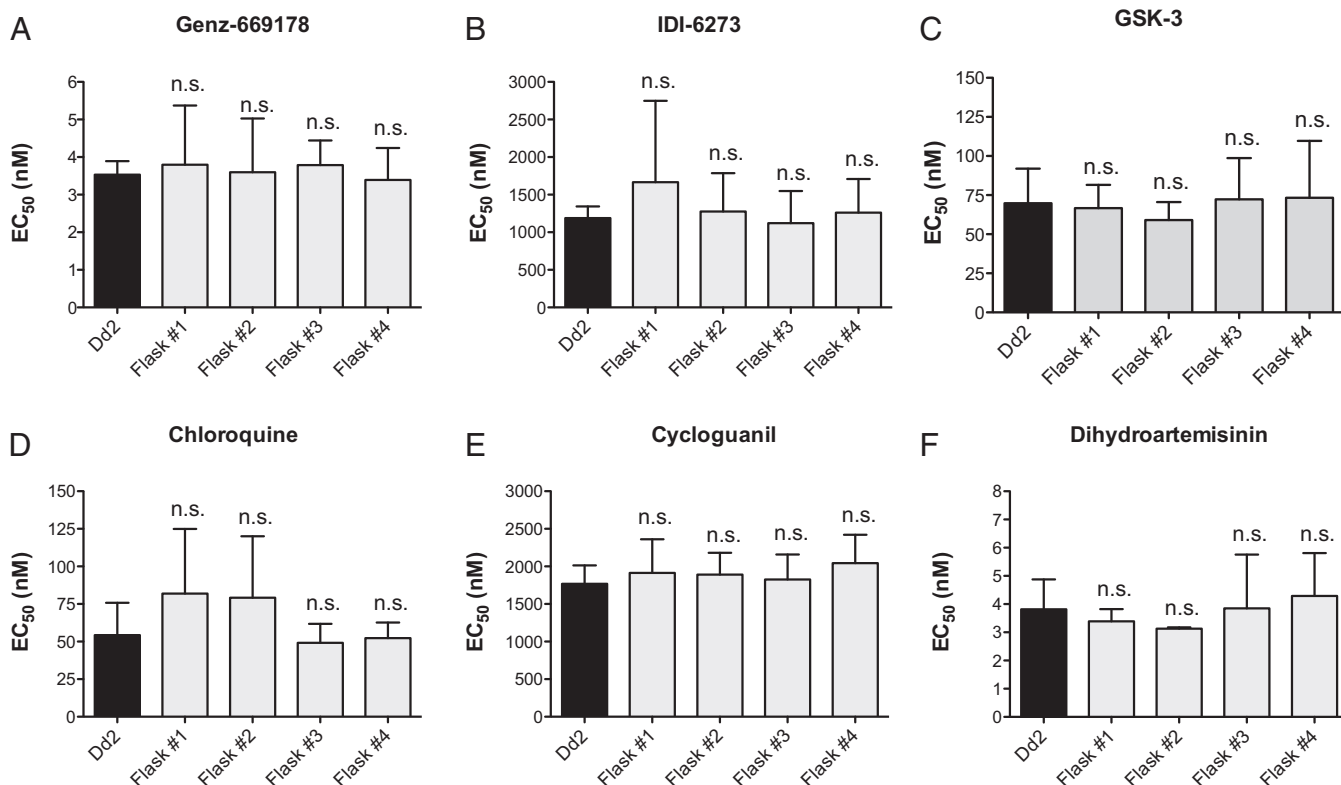 A
Genz-669178
EC50 (nM)
6
5
4
3
2
1
0
n.s.
n.s.
n.s.
n.s.
Dd2
Flask #1
Flask #2
Flask #3
Flask #4
B
IDI-6273
EC50 (nM)
3000
2500
2000
1500
1000
500
0
n.s.
n.s.
n.s.
n.s.
Dd2
Flask #1
Flask #2
Flask #3
Flask #4
C
GSK-3
EC50 (nM)
150
125
100
75
50
25
0
n.s.
n.s.
n.s.
n.s.
Dd2
Flask #1
Flask #2
Flask #3
Flask #4
D
Chloroquine
EC50 (nM)
150
125
100
75
50
25
0
n.s.
n.s.
n.s.
n.s.
Dd2
Flask #1
Flask #2
Flask #3
Flask #4
E
Cycloguanil
EC50 (nM)
3000
2500
2000
1500
1000
500
0
n.s.
n.s.
n.s.
n.s.
Dd2
Flask #1
Flask #2
Flask #3
Flask #4
F
Dihydroartemisinin
EC50 (nM)
8
7
6
5
4
3
2
1
0
n.s.
n.s.
n.s.
n.s.
Dd2
Flask #1
Flask #2
Flask #3
Flask #4